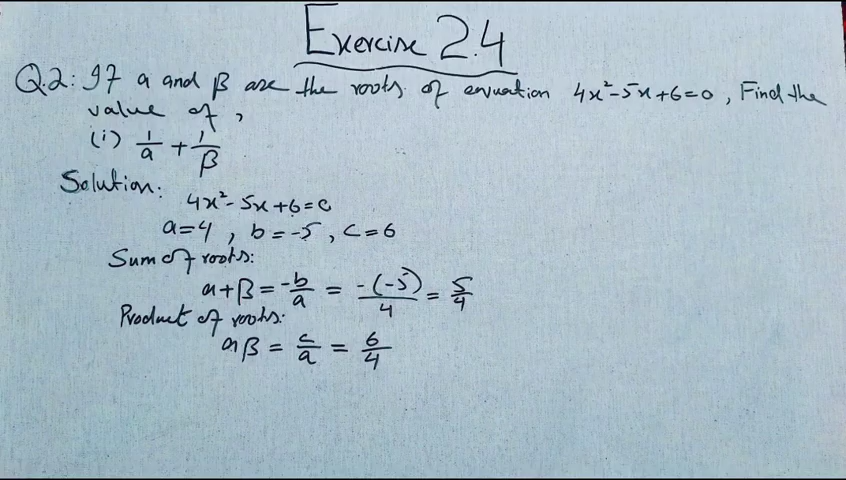 Exercise 2.4
Q.2: If α and β are the roots of equation 4x²-5x+6=0, Find the
value of,
(i) 1/α + 1/β
Solution:
4x²-5x+6=0
a=4, b=-5, c=6
Sum of roots:
α+β = -b/a = -(-5)/4 = 5/4
Product of roots:
αβ = c/a = 6/4